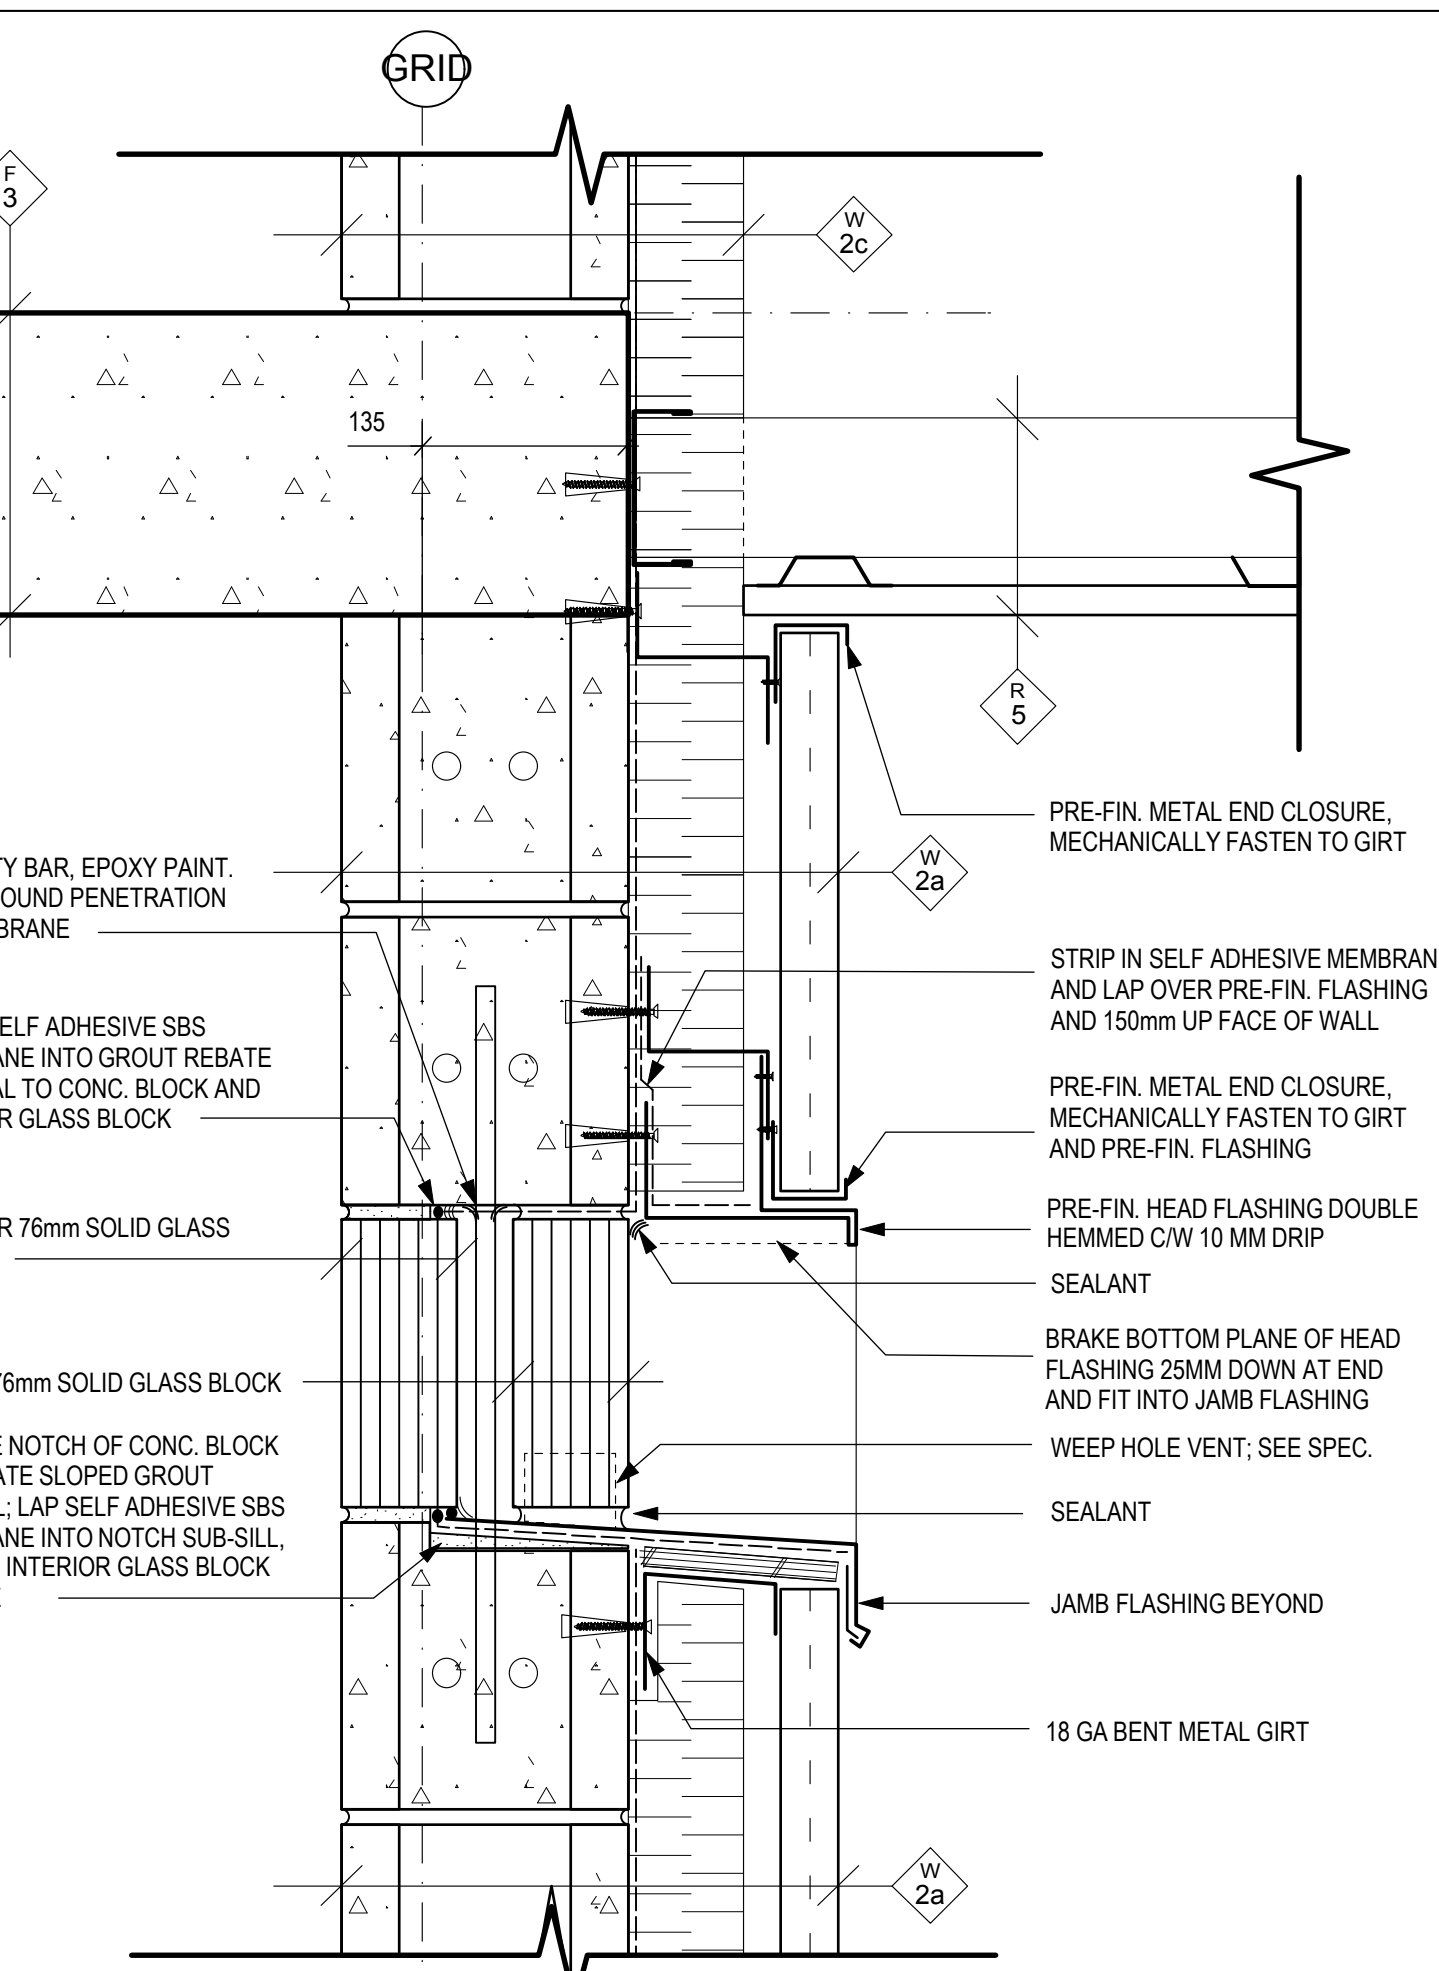 GRID
F
3
W
2c
135
R
5
PRE-FIN. METAL END CLOSURE,
MECHANICALLY FASTEN TO GIRT
W
2a
TY BAR, EPOXY PAINT.
OUND PENETRATION
BRANE
STRIP IN SELF ADHESIVE MEMBRAN
AND LAP OVER PRE-FIN. FLASHING
AND 150mm UP FACE OF WALL
ELF ADHESIVE SBS
ANE INTO GROUT REBATE
AL TO CONC. BLOCK AND
R GLASS BLOCK
PRE-FIN. METAL END CLOSURE,
MECHANICALLY FASTEN TO GIRT
AND PRE-FIN. FLASHING
R 76mm SOLID GLASS
PRE-FIN. HEAD FLASHING DOUBLE
HEMMED C/W 10 MM DRIP
SEALANT
BRAKE BOTTOM PLANE OF HEAD
FLASHING 25MM DOWN AT END
AND FIT INTO JAMB FLASHING
76mm SOLID GLASS BLOCK
WEEP HOLE VENT; SEE SPEC.
E NOTCH OF CONC. BLOCK
ATE SLOPED GROUT
L; LAP SELF ADHESIVE SBS
ANE INTO NOTCH SUB-SILL,
INTERIOR GLASS BLOCK
SEALANT
JAMB FLASHING BEYOND
18 GA BENT METAL GIRT
W
2a